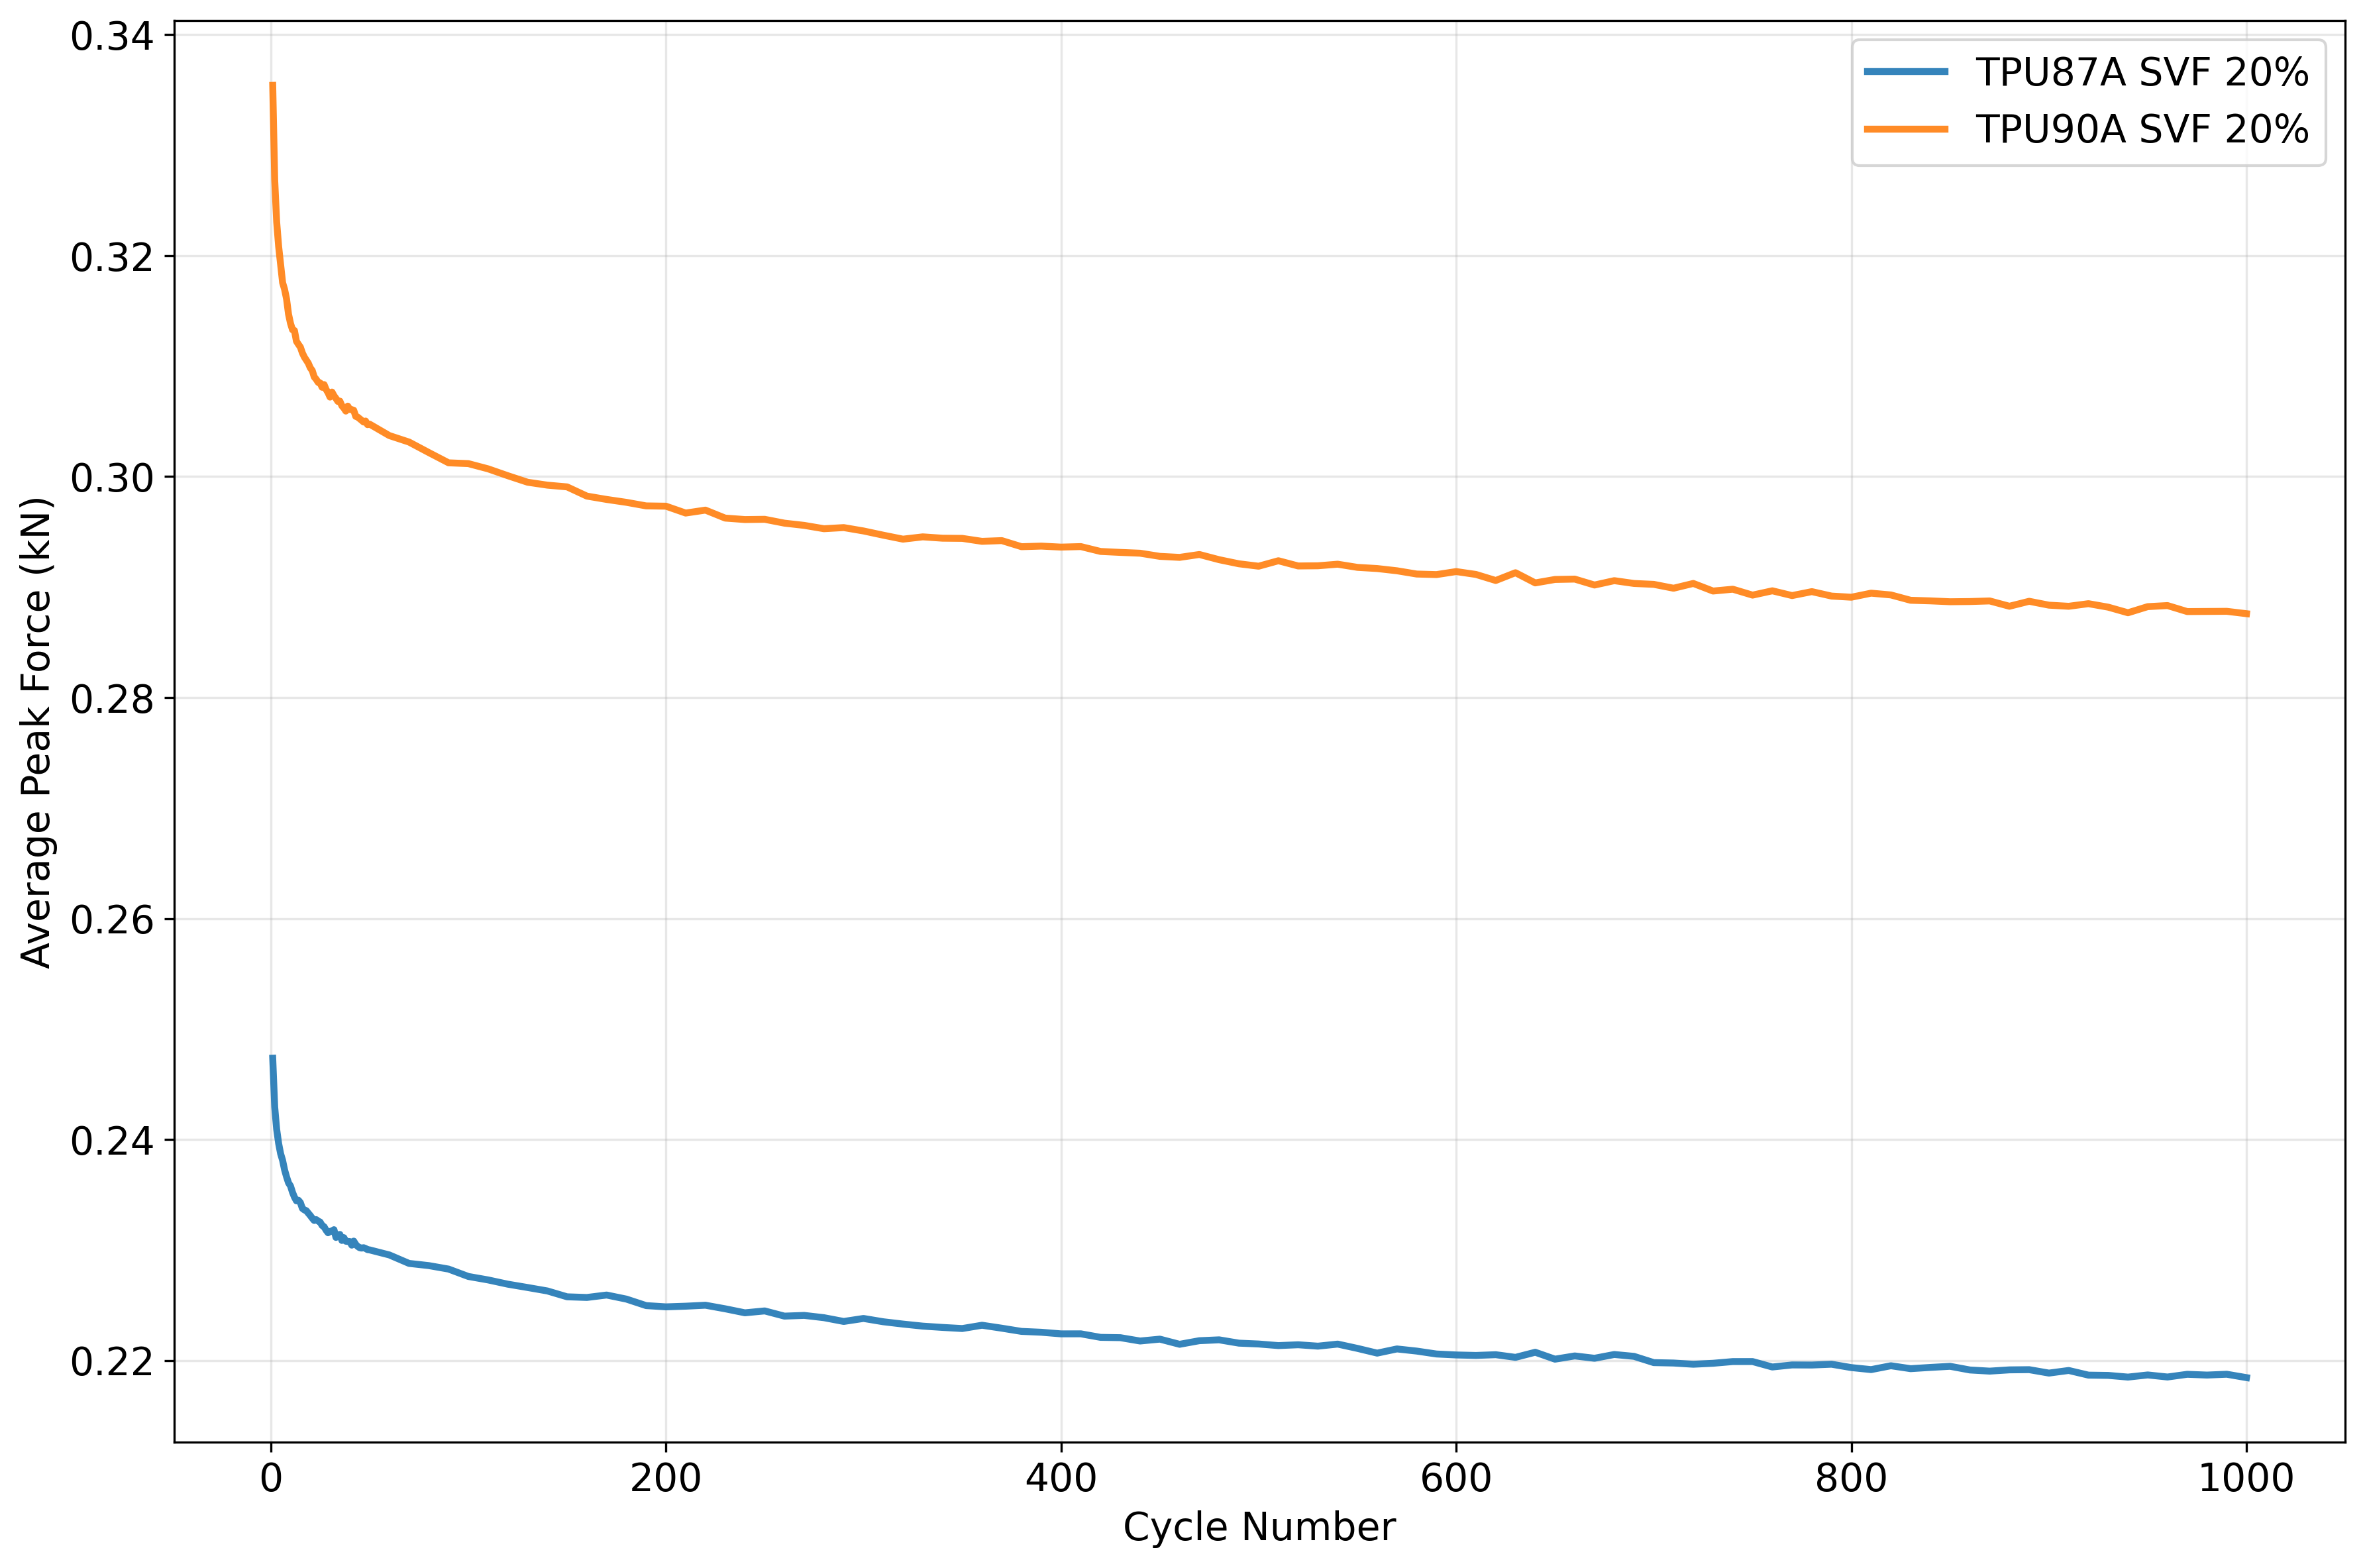 0.34
0.32
0.30
0.28
0.26
0.24
0.22
Average Peak Force (kN)
TPU87A SVF 20%
TPU90A SVF 20%
0 200 400 600 800 1000
Cycle Number